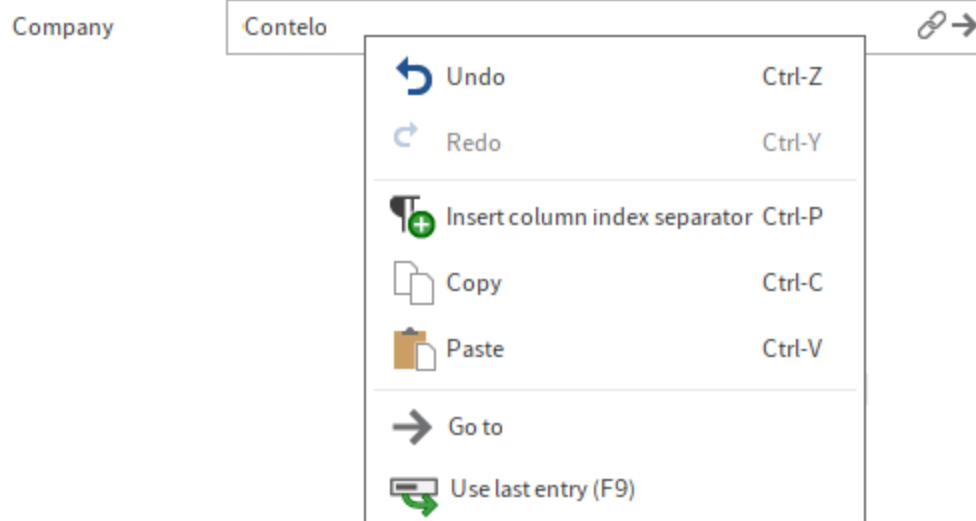 Company Contelo
Undo Ctrl-Z
Redo Ctrl-Y
Insert column index separator Ctrl-P
Copy Ctrl-C
Paste Ctrl-V
Go to
Use last entry (F9)